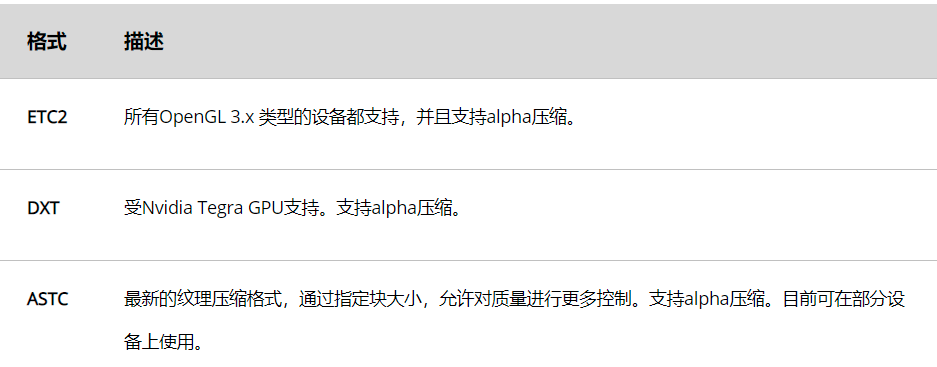 格式 描述
ETC2 所有OpenGL 3.x 类型的设备都支持，并且支持alpha压缩。
DXT 受Nvidia Tegra GPU支持。支持alpha压缩。
ASTC 最新的纹理压缩格式，通过指定块大小，允许对质量进行更多控制。支持alpha压缩。目前可在部分设
备上使用。